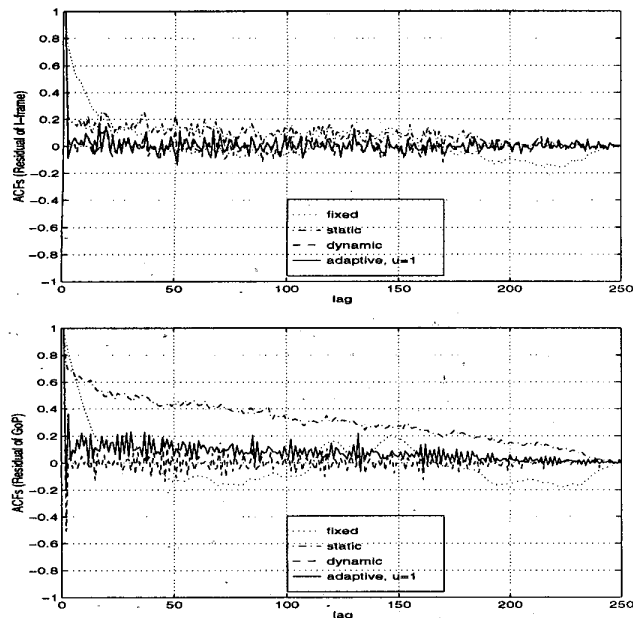 1
0.8
0.6
0.4
0.2
0
−0.2
−0.4
−0.6
−0.8
−1
ACFs (Residual of I-frame)
fixed
static
dynamic
adaptive, u=1
0
50
100
150
200
250
lag
1
0.8
0.6
0.4
0.2
0
−0.2
−0.4
−0.6
−0.8
−1
ACFs (Residual of GoP)
fixed
static
dynamic
adaptive, u=1
0
50
100
150
200
250
lag